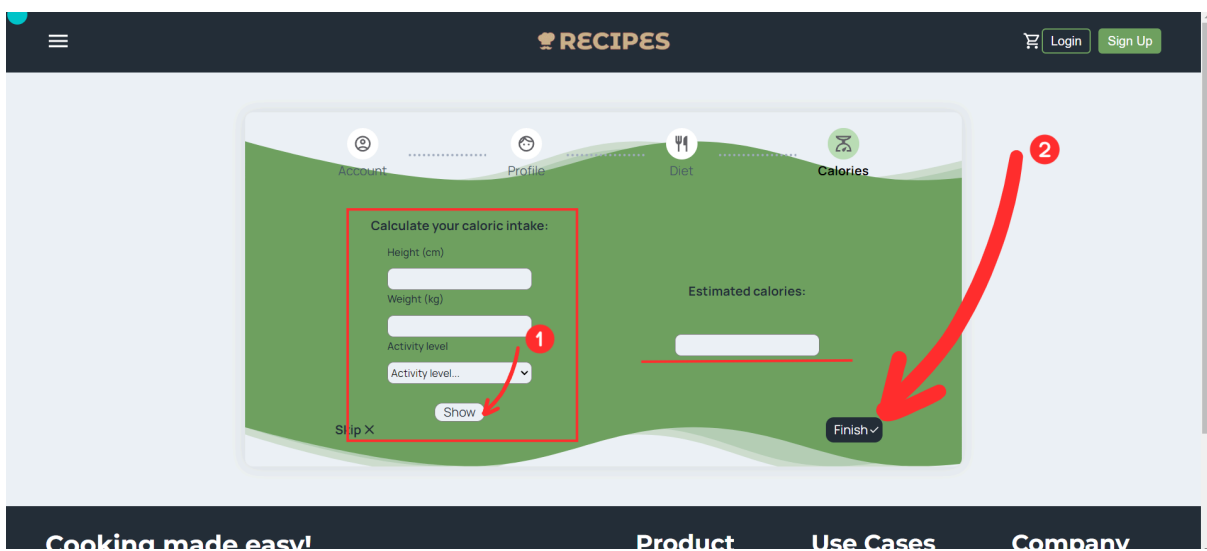 RECIPES
Login
Sign Up
Account
Profile
Diet
Calories
2
Calculate your caloric intake:
Height (cm)
Weight (kg)
1
Activity level
Activity level...
Show
Skip
Estimated calories:
Finish
Cooking made easy!
Product
Use Cases
Company